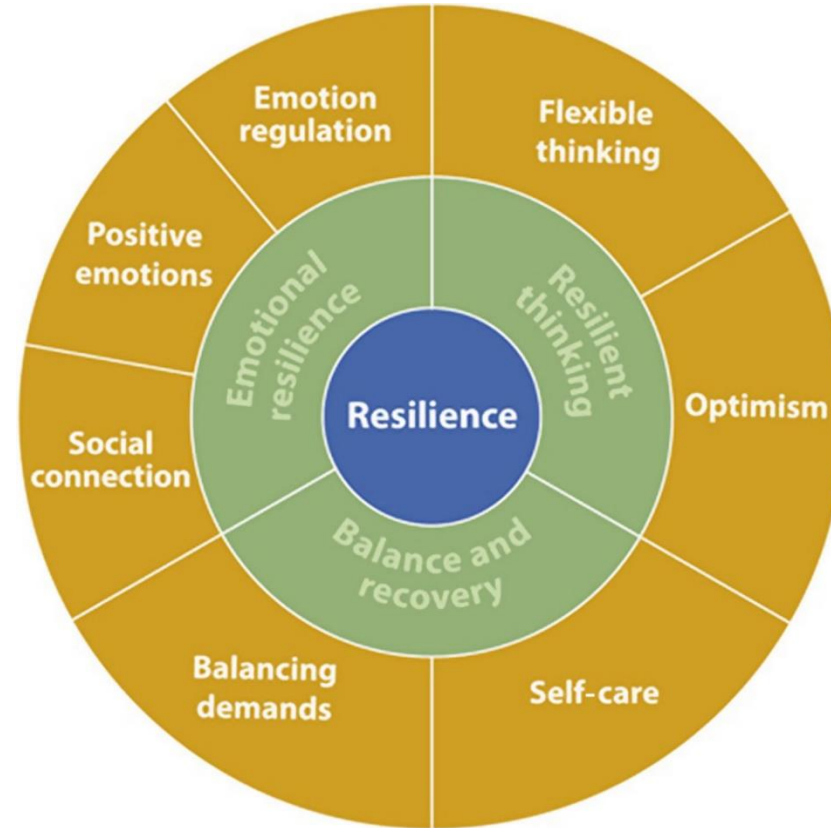 Emotion
regulation
Flexible
thinking
Positive
emotions
Emotional
resilience
Resilient
thinking
Resilience
Optimism
Social
connection
Balance and
recovery
Balancing
demands
Self-care